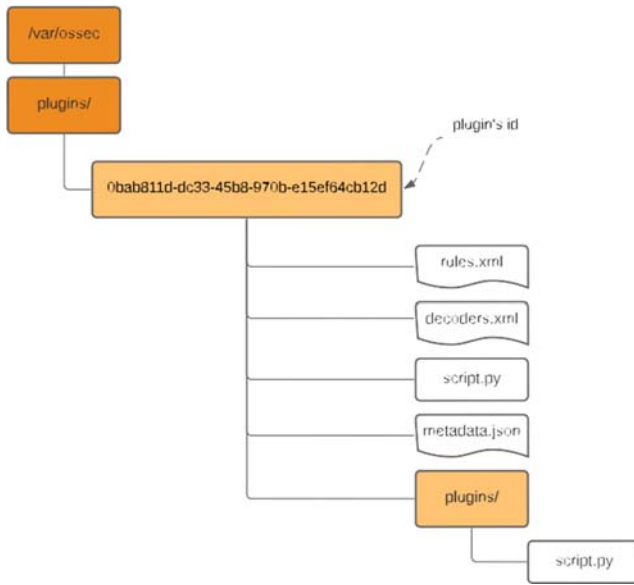 /var/ossec
plugins/
plugin's id
0bab811d-dc33-45b8-970b-e15ef64cb12d
rules.xml
decoders.xml
script.py
metadata.json
plugins/
script.py